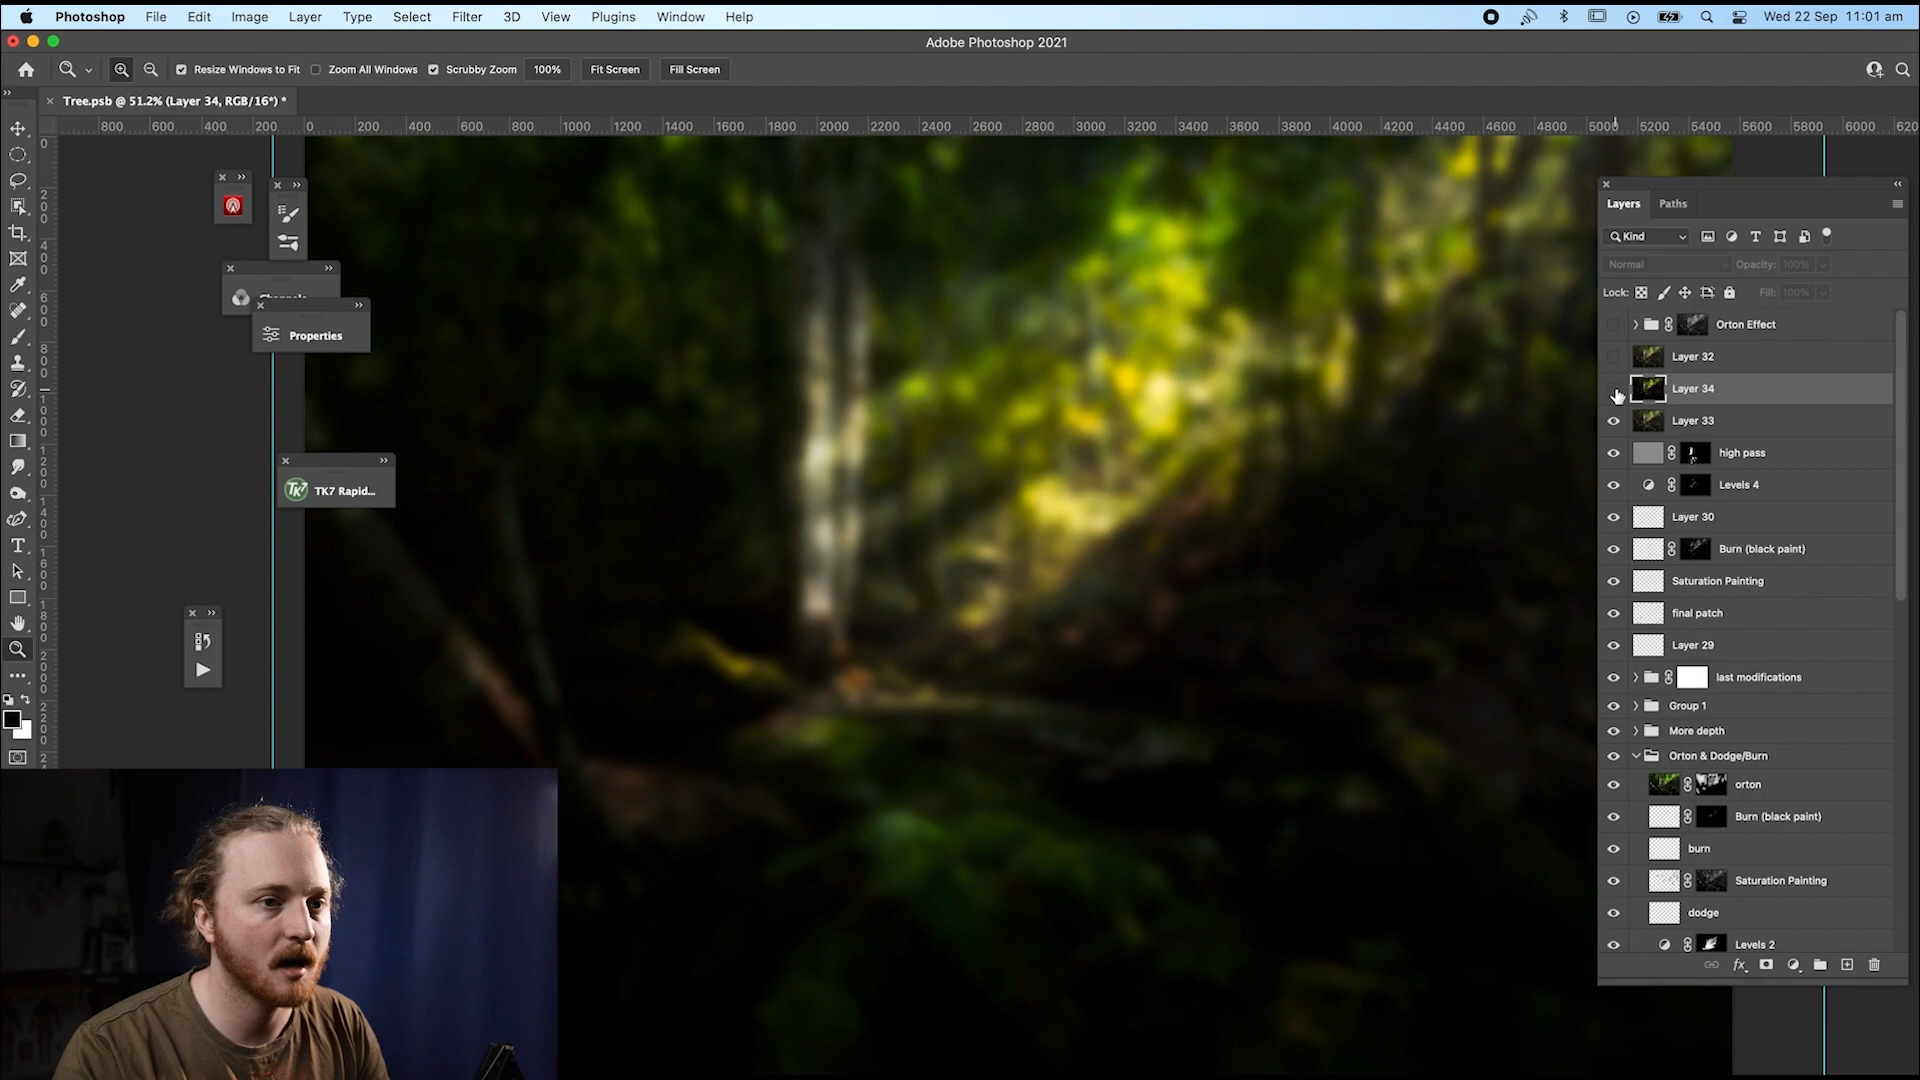 Photoshop File Edit Image Layer Type Select Filter 3D View Plugins Window Help Wed 22 Sep 11:01 am
Adobe Photoshop 2021
Resize Windows to Fit Zoom All Windows Scrubby Zoom 100% Fit Screen Fill Screen
Tree.psb @ 51.2% (Layer 34, RGB/16*) *
800 600 400 200 0 200 400 600 800 1000 1200 1400 1600 1800 2000 2200 2400 2600 2800 3000 3200 3400 3600 3800 4000 4200 4400 4600 4800 5000 5200 5400 5600 5800 6000 620
Properties
TK7 Rapid...
Layers Paths
Kind
Normal Opacity: 100%
Lock: Fill: 100%
Orton Effect
Layer 32
Layer 34
Layer 33
high pass
Levels 4
Layer 30
Burn (black paint)
Saturation Painting
final patch
Layer 29
last modifications
Group 1
More depth
Orton & Dodge/Burn
orton
Burn (black paint)
burn
Saturation Painting
dodge
Levels 2
fx